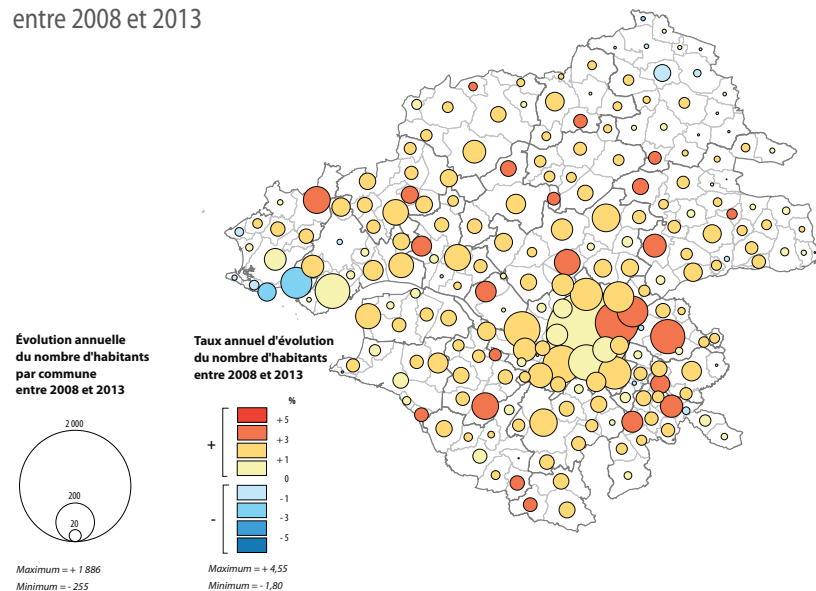 entre 2008 et 2013
Évolution annuelle
du nombre d'habitants
par commune
entre 2008 et 2013
2 000
200
20
Maximum = + 1 886
Minimum = - 255
Taux annuel d'évolution
du nombre d'habitants
entre 2008 et 2013
%
+ 5
+ 3
+ 1
0
- 1
- 3
- 5
+
-
Maximum = + 4,55
Minimum = - 1,80